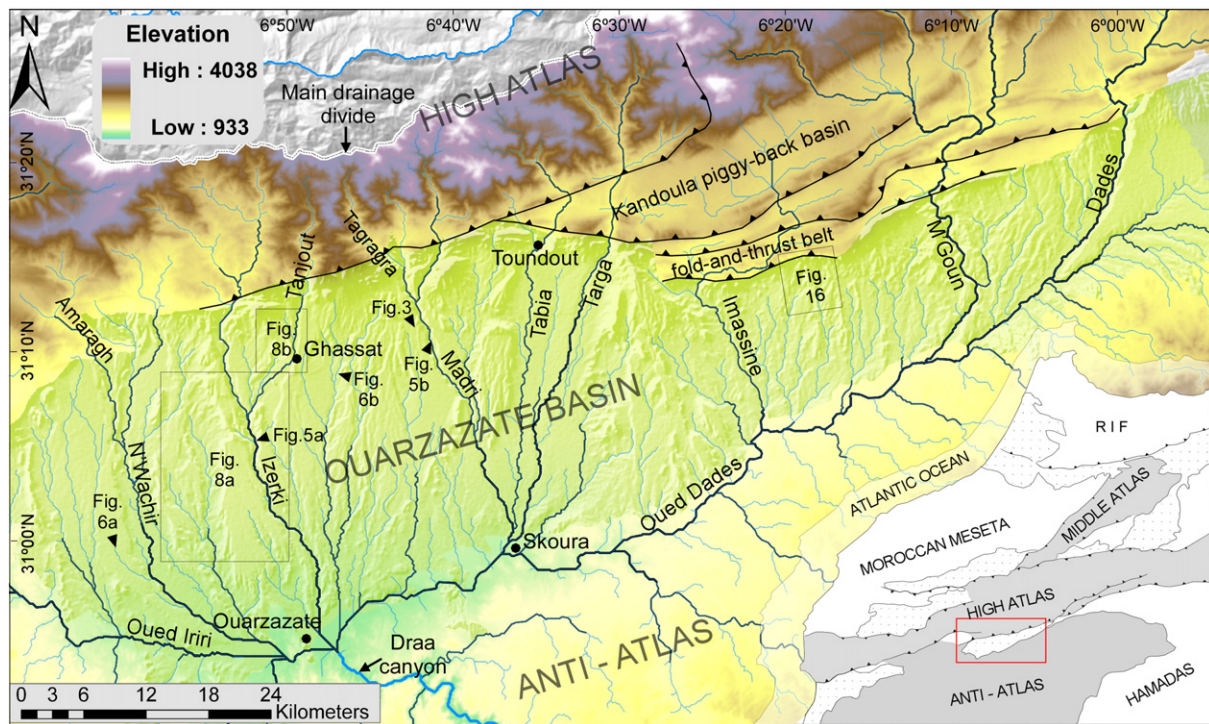 6º50'W
6º40'W
6º30'W
6º20'W
6º10'W
6º00'W
N
Elevation
High : 4038
Low : 933
Main drainage
divide
HIGH ATLAS
31º20'N
31º10'N
31º00'N
Kandoula piggy-back basin
fold-and-thrust belt
Dades
M'Goun
Tagragra
Tanjout
Toundout
Tabia
Targa
Imassine
Fig.
16
Amaragh
Fig.3
Fig.
8b
Ghassat
Fig.
5b
Fig.
6b
Madri
OUARZAZATE BASIN
Fig.5a
Fig.
8a
Izerki
N'Wachir
Fig.
6a
Oued Dades
Skoura
Ouarzazate
Oued Iriri
Draa
canyon
ANTI - ATLAS
0 3 6 12 18 24
Kilometers
RIF
ATLANTIC OCEAN
MIDDLE ATLAS
MOROCCAN MESETA
HIGH ATLAS
ANTI - ATLAS
HAMADAS